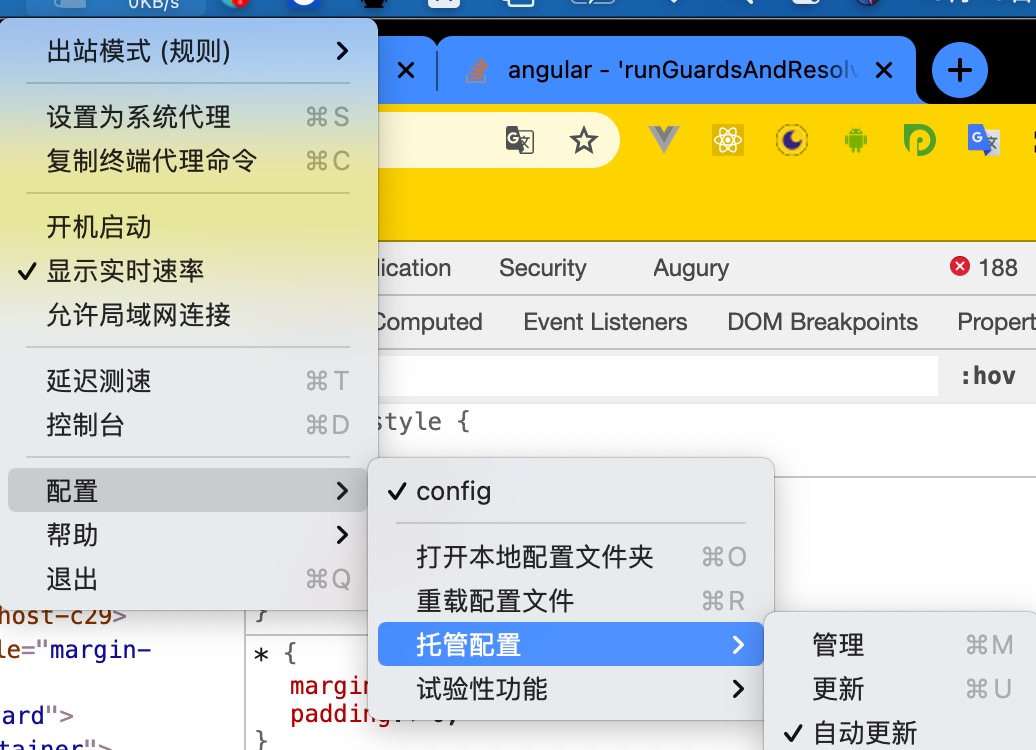 0KB/s
出站模式 (规则)
设置为系统代理 ⌘S
复制终端代理命令 ⌘C
开机启动
✓ 显示实时速率
允许局域网连接
延迟测速 ⌘T
控制台 ⌘D
配置
帮助
退出 ⌘Q
angular - 'runGuardsAndResolv
lication Security Augury 188
Computed Event Listeners DOM Breakpoints Propert
:hov
style {
✓ config
打开本地配置文件夹 ⌘O
重载配置文件 ⌘R
托管配置
试验性功能
管理 ⌘M
更新 ⌘U
✓ 自动更新
host-c29>
le="margin-
ard">
tainer">
}
* {
margin
padding
}